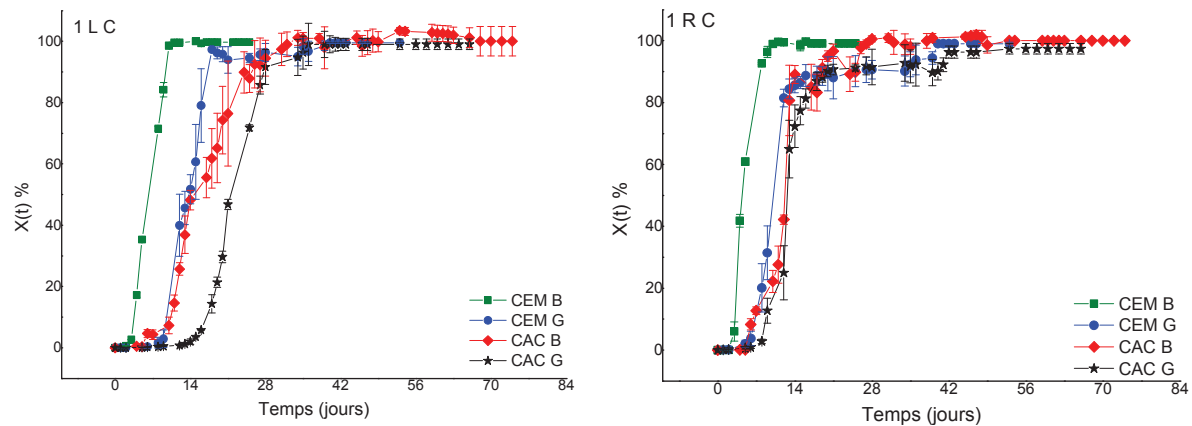 1 L C
X(t) %
100
80
60
40
20
0
0 14 28 42 56 70 84
Temps (jours)
CEM B
CEM G
CAC B
CAC G
1 R C
X(t) %
100
80
60
40
20
0
0 14 28 42 56 70 84
Temps (jours)
CEM B
CEM G
CAC B
CAC G